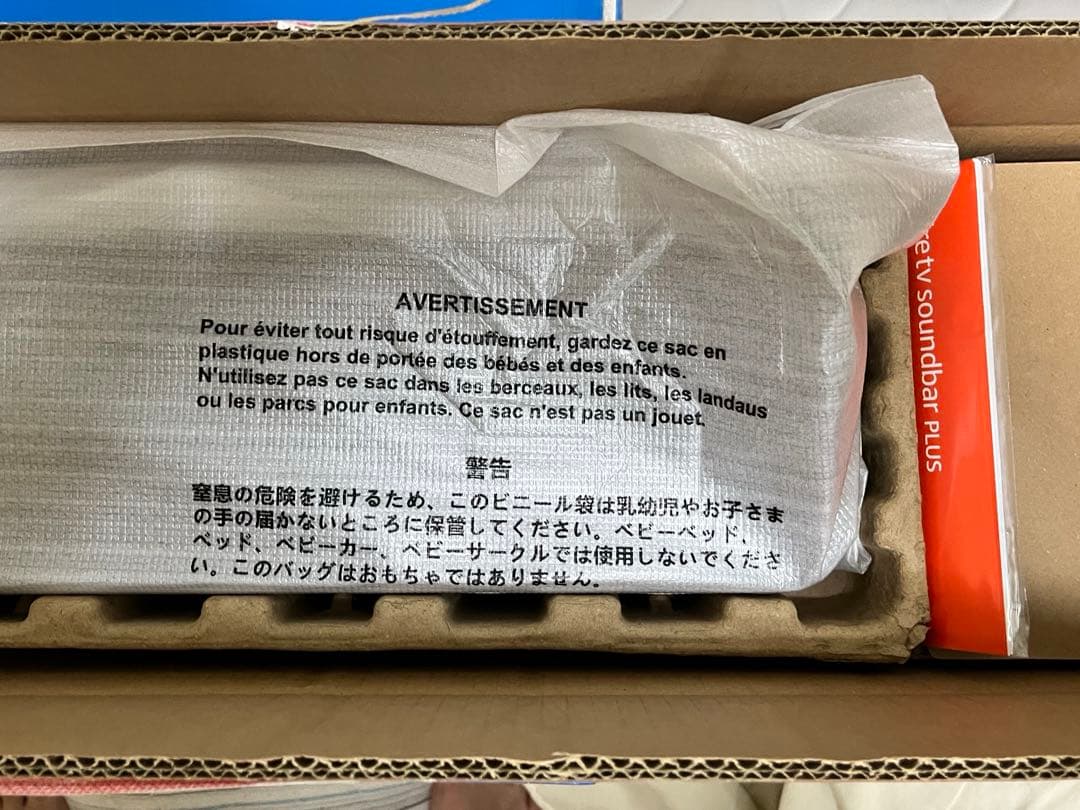 AVERTISSEMENT
Pour éviter tout risque d'étouffement, gardez ce sac en
plastique hors de portée des bébés et des enfants.
N'utilisez pas ce sac dans les berceaux, les lits, les landaus
ou les parcs pour enfants. Ce sac n'est pas un jouet.
警告
窒息の危険を避けるため、このビニール袋は乳幼児やお子さま
の手の届かないところに保管してください。ベビーベッド、
ベッド、ベビーカー、ベビーサークルでは使用しないでくださ
い。このバッグはおもちゃではありません。
re tv soundbar PLUS